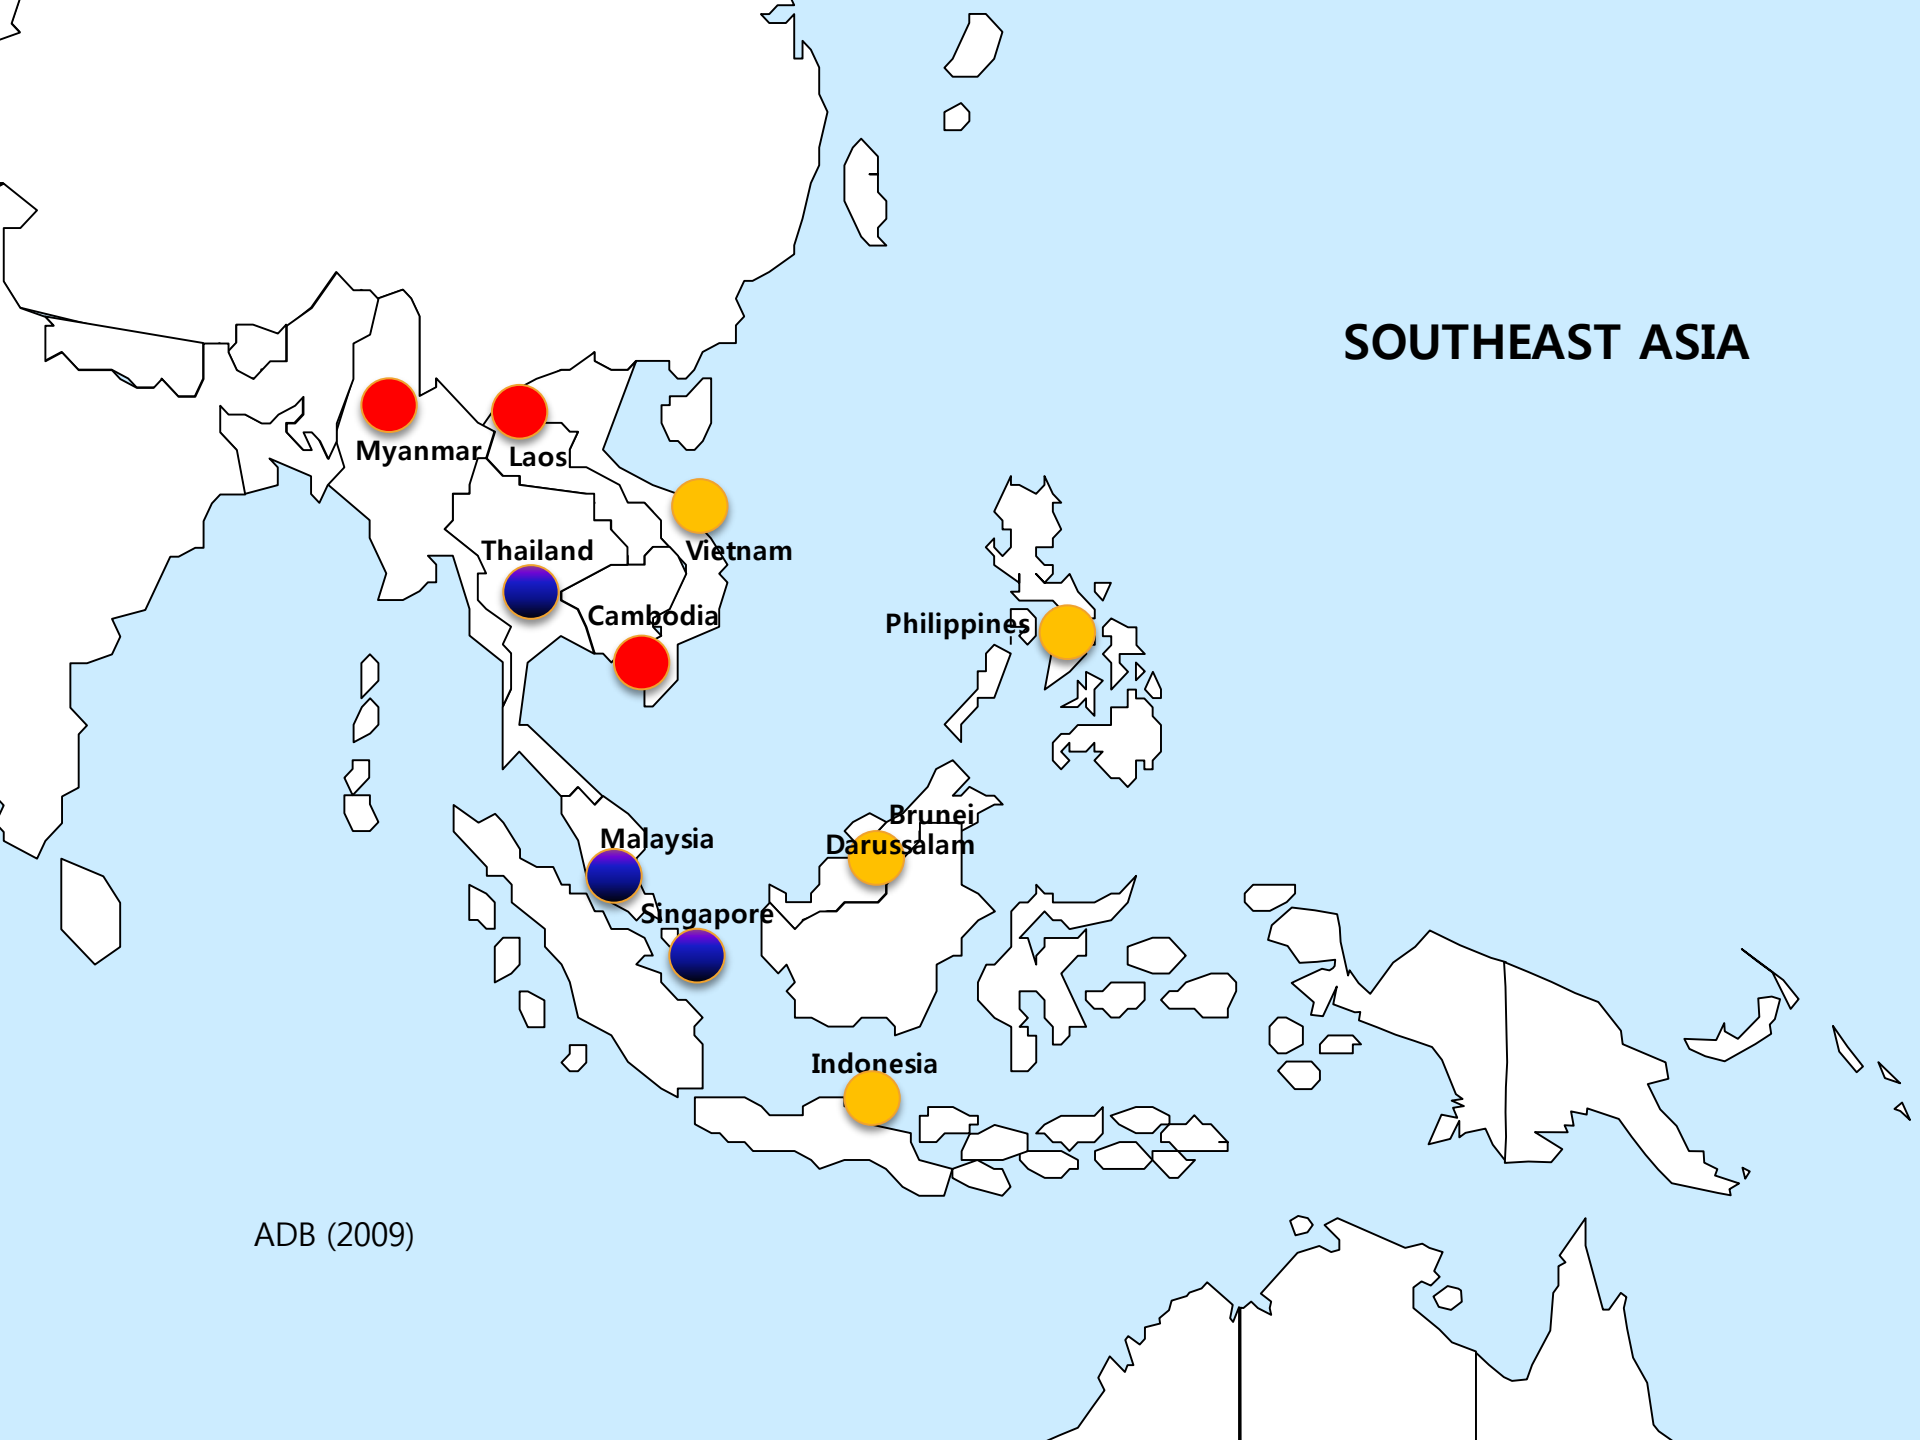 SOUTHEAST ASIA
Myanmar
Laos
Thailand
Vietnam
Cambodia
Philippines
Brunei
Darussalam
Malaysia
Singapore
Indonesia
ADB (2009)